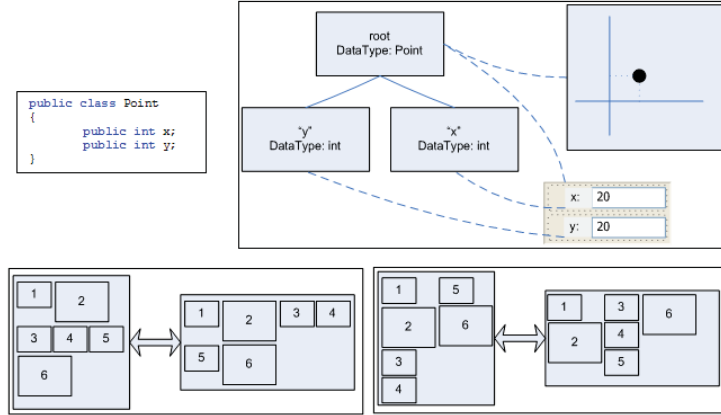 public class Point
{
public int x;
public int y;
}
root
DataType: Point
"y"
DataType: int
"x"
DataType: int
x: 20
y: 20
1 2
3 4 5
6
1 2 3 4
5 6
1 5
2 6
3
4
1 3 6
2 4
5